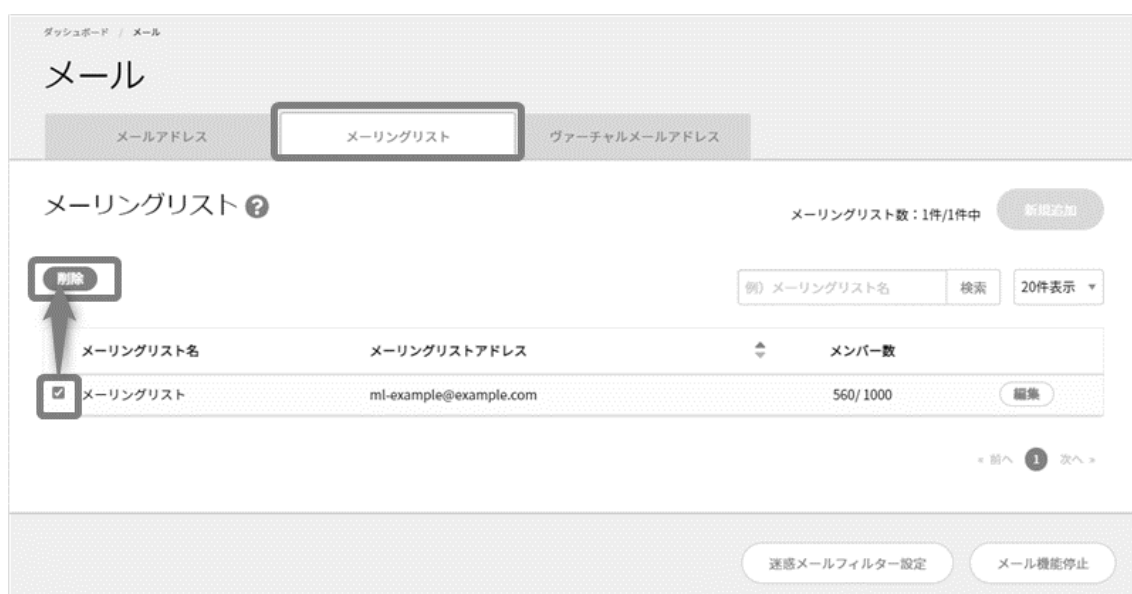 ダッシュボード / メール
メール
メールアドレス メーリングリスト ヴァーチャルメールアドレス
メーリングリスト ?
メーリングリスト数:1件/1件中 新規追加
削除
例）メーリングリスト名 検索 20件表示
メーリングリスト名 メーリングリストアドレス メンバー数
メーリングリスト ml-example@example.com 560/ 1000 編集
« 前へ 1 次へ »
迷惑メールフィルター設定 メール機能停止